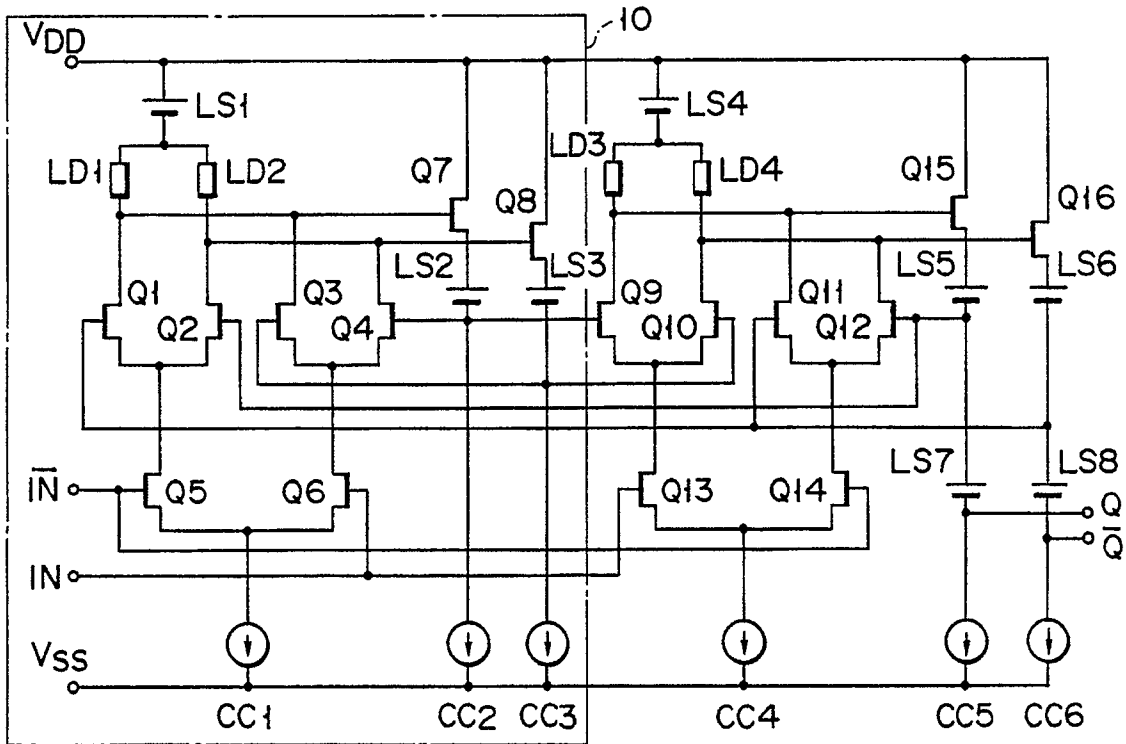 10
VDD
LS1
LS4
LD1
LD2
Q7
Q8
LD3
LD4
Q15
Q16
LS2
LS3
LS5
LS6
Q1
Q2
Q3
Q4
Q9
Q10
Q11
Q12
LS7
LS8
I̅N̅
Q5
Q6
Q13
Q14
Q
Q̅
IN
VSS
CC1
CC2
CC3
CC4
CC5
CC6